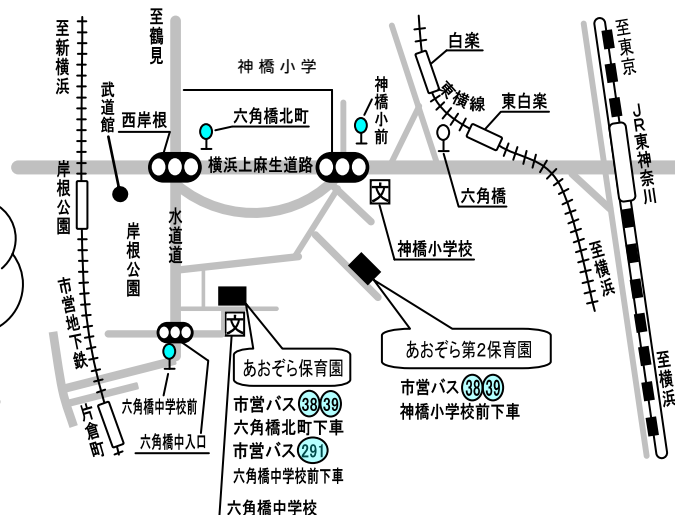 至新横浜
至鶴見
神橋小学
武道館
西岸根
六角橋北町
神橋小前
白楽
東横線
東白楽
至東京
JR東神奈川
横浜上麻生道路
岸根公園
岸根公園
水道道
六角橋
神橋小学校
文
至横浜
市営地下鉄
文
あおぞら保育園
あおぞら第2保育園
至横浜
片倉町
六角橋中学校前
六角橋中入口
市営バス 38 39
六角橋北町下車
市営バス 291
六角橋中学校前下車
六角橋中学校
市営バス 38 39
神橋小学校前下車